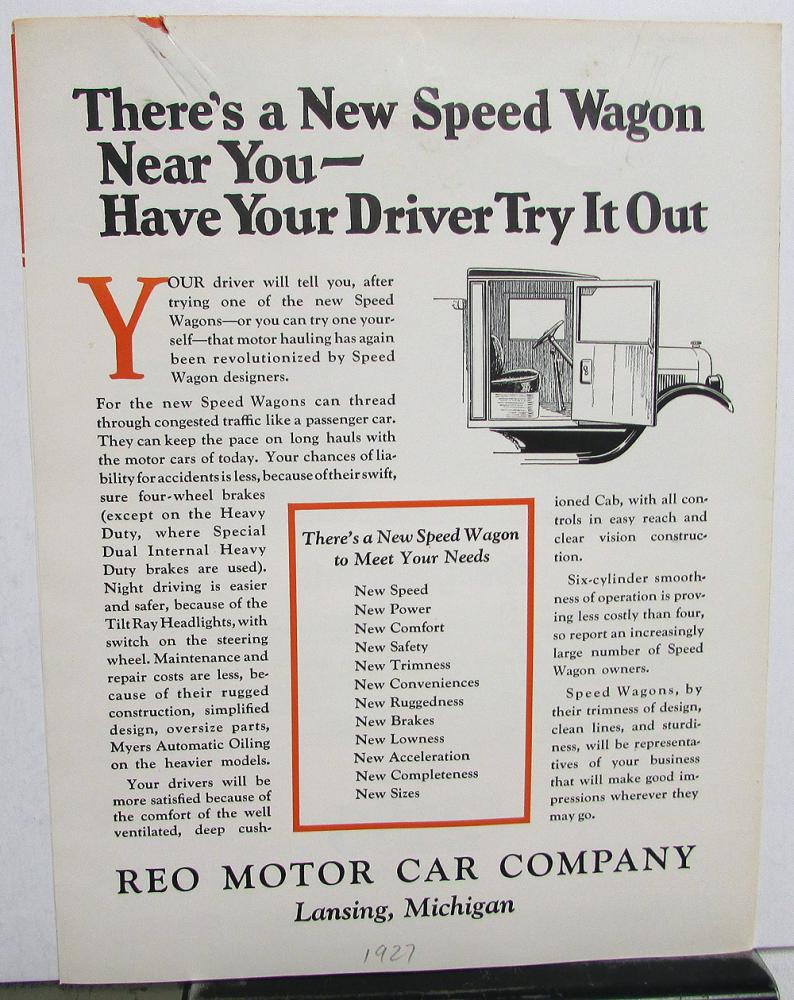 There's a New Speed Wagon
Near You—
Have Your Driver Try It Out
YOUR driver will tell you, after
trying one of the new Speed
Wagons—or you can try one your-
self—that motor hauling has again
been revolutionized by Speed
Wagon designers.
For the new Speed Wagons can thread
through congested traffic like a passenger car.
They can keep the pace on long hauls with
the motor cars of today. Your chances of lia-
bility for accidents is less, because of their swift,
sure four-wheel brakes
(except on the Heavy
Duty, where Special
Dual Internal Heavy
Duty brakes are used).
Night driving is easier
and safer, because of the
Tilt Ray Headlights, with
switch on the steering
wheel. Maintenance and
repair costs are less, be-
cause of their rugged
construction, simplified
design, oversize parts,
Myers Automatic Oiling
on the heavier models.
Your drivers will be
more satisfied because of
the comfort of the well
ventilated, deep cush-
There's a New Speed Wagon
to Meet Your Needs
New Speed
New Power
New Comfort
New Safety
New Trimness
New Conveniences
New Ruggedness
New Brakes
New Lowness
New Acceleration
New Completeness
New Sizes
ioned Cab, with all con-
trols in easy reach and
clear vision construc-
tion.
Six-cylinder smooth-
ness of operation is prov-
ing less costly than four,
so report an increasingly
large number of Speed
Wagon owners.
Speed Wagons, by
their trimness of design,
clean lines, and sturdi-
ness, will be representa-
tives of your business
that will make good im-
pressions wherever they
may go.
REO MOTOR CAR COMPANY
Lansing, Michigan
1927